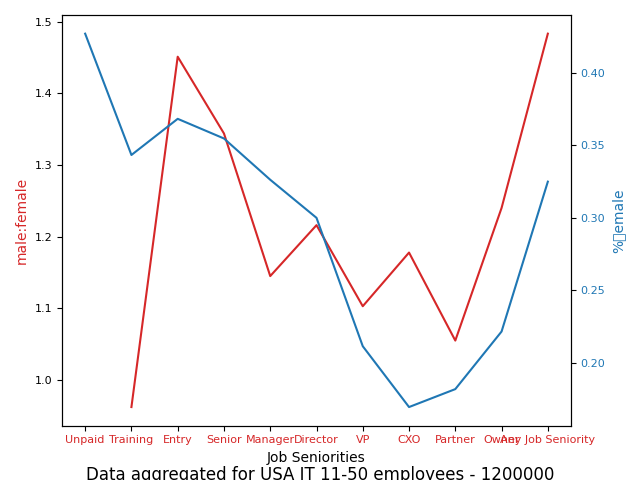 1.5
1.4
1.3
1.2
1.1
1.0
male:female
0.40
0.35
0.30
0.25
0.20
%▯emale
Unpaid Training Entry Senior Manager Director VP CXO Partner Owner Any Job Seniority
Job Seniorities
Data aggregated for USA IT 11-50 employees - 1200000